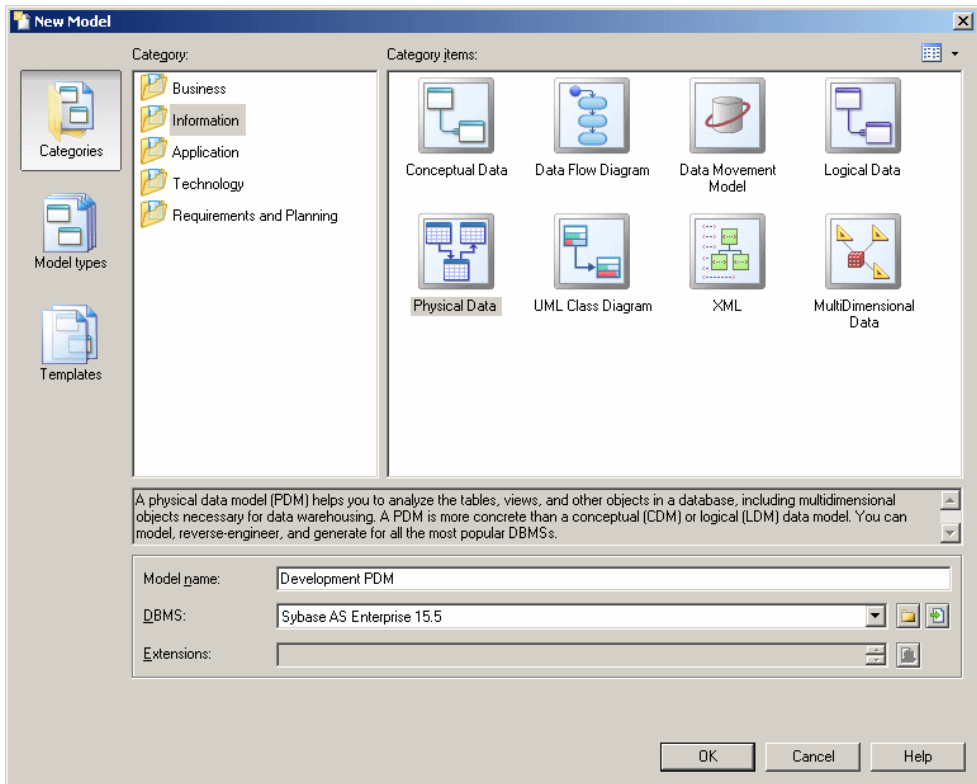 New Model
Category:
Category items:
Categories
Model types
Templates
Business
Information
Application
Technology
Requirements and Planning
Conceptual Data
Data Flow Diagram
Data Movement
Model
Logical Data
Physical Data
UML Class Diagram
XML
MultiDimensional
Data
A physical data model (PDM) helps you to analyze the tables, views, and other objects in a database, including multidimensional
objects necessary for data warehousing. A PDM is more concrete than a conceptual (CDM) or logical (LDM) data model. You can
model, reverse-engineer, and generate for all the most popular DBMSs.
Model name:
Development PDM
DBMS:
Sybase AS Enterprise 15.5
Extensions:
OK
Cancel
Help